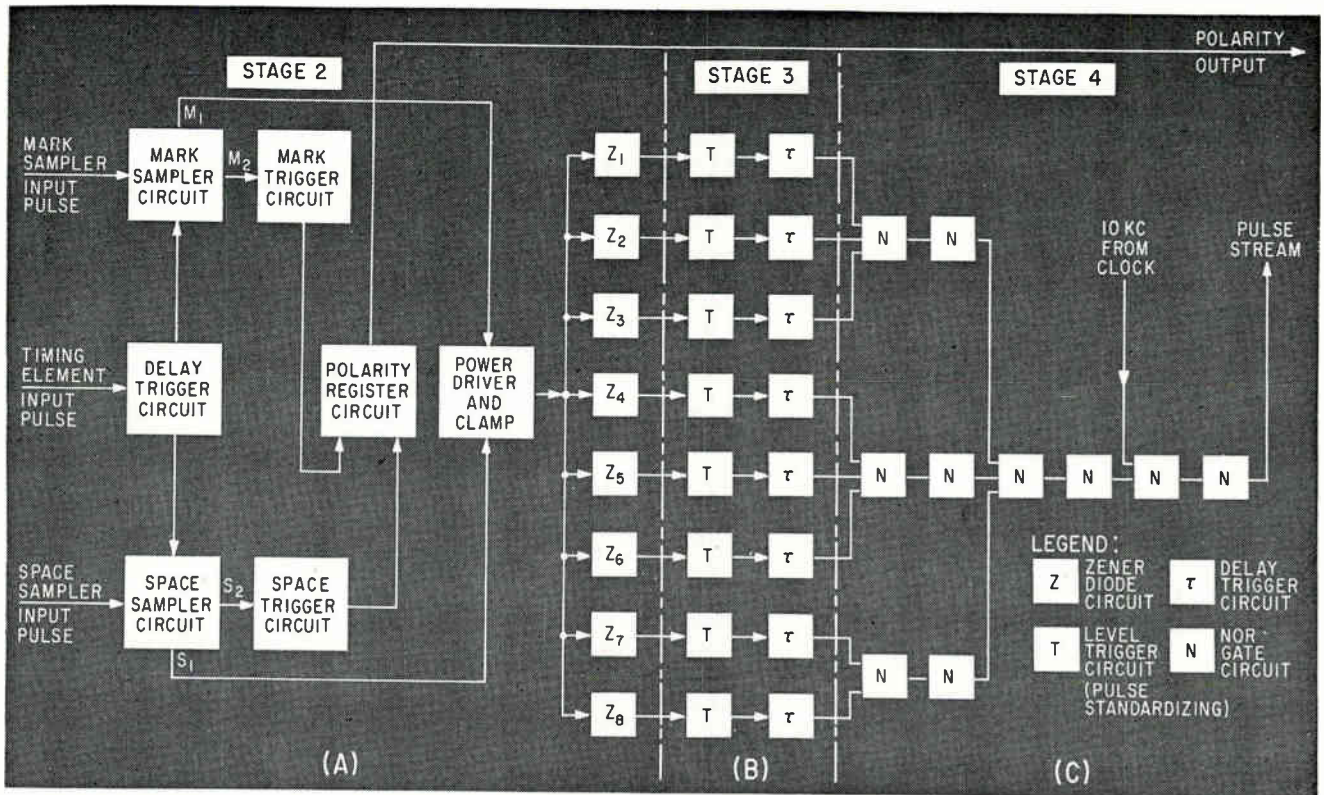 POLARITY
OUTPUT
STAGE 2
STAGE 3
STAGE 4
M1
MARK
SAMPLER
INPUT
PULSE
MARK
SAMPLER
CIRCUIT
M2
MARK
TRIGGER
CIRCUIT
TIMING
ELEMENT
INPUT
PULSE
DELAY
TRIGGER
CIRCUIT
POLARITY
REGISTER
CIRCUIT
POWER
DRIVER
AND
CLAMP
SPACE
SAMPLER
INPUT
PULSE
SPACE
SAMPLER
CIRCUIT
S2
SPACE
TRIGGER
CIRCUIT
S1
Z1 T τ
Z2 T τ
Z3 T τ
Z4 T τ
Z5 T τ
Z6 T τ
Z7 T τ
Z8 T τ
N N
N N N N N N
N N
10 KC
FROM
CLOCK
PULSE
STREAM
LEGEND:
Z ZENER
DIODE
CIRCUIT
τ DELAY
TRIGGER
CIRCUIT
T LEVEL
TRIGGER
CIRCUIT
(PULSE
STANDARDIZING)
N NOR
GATE
CIRCUIT
(A)
(B)
(C)